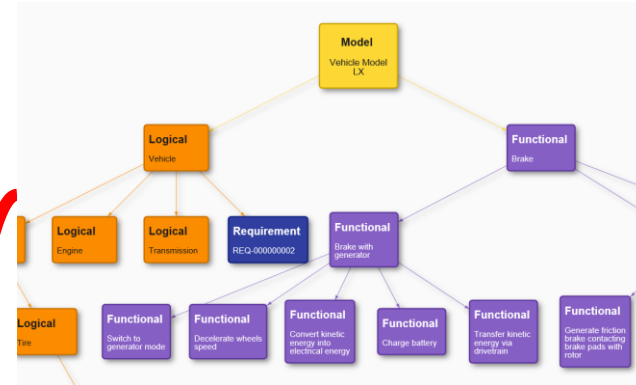 Model
Vehicle Model
LX
Logical
Vehicle
Functional
Brake
Logical
Engine
Logical
Transmission
Requirement
REQ-000000002
Functional
Brake with
generator
Logical
Tire
Functional
Switch to
generator mode
Functional
Decelerate wheels
speed
Functional
Convert kinetic
energy into
electrical energy
Functional
Charge battery
Functional
Transfer kinetic
energy via
drivetrain
Functional
Generate friction
brake contacting
brake pads with
rotor